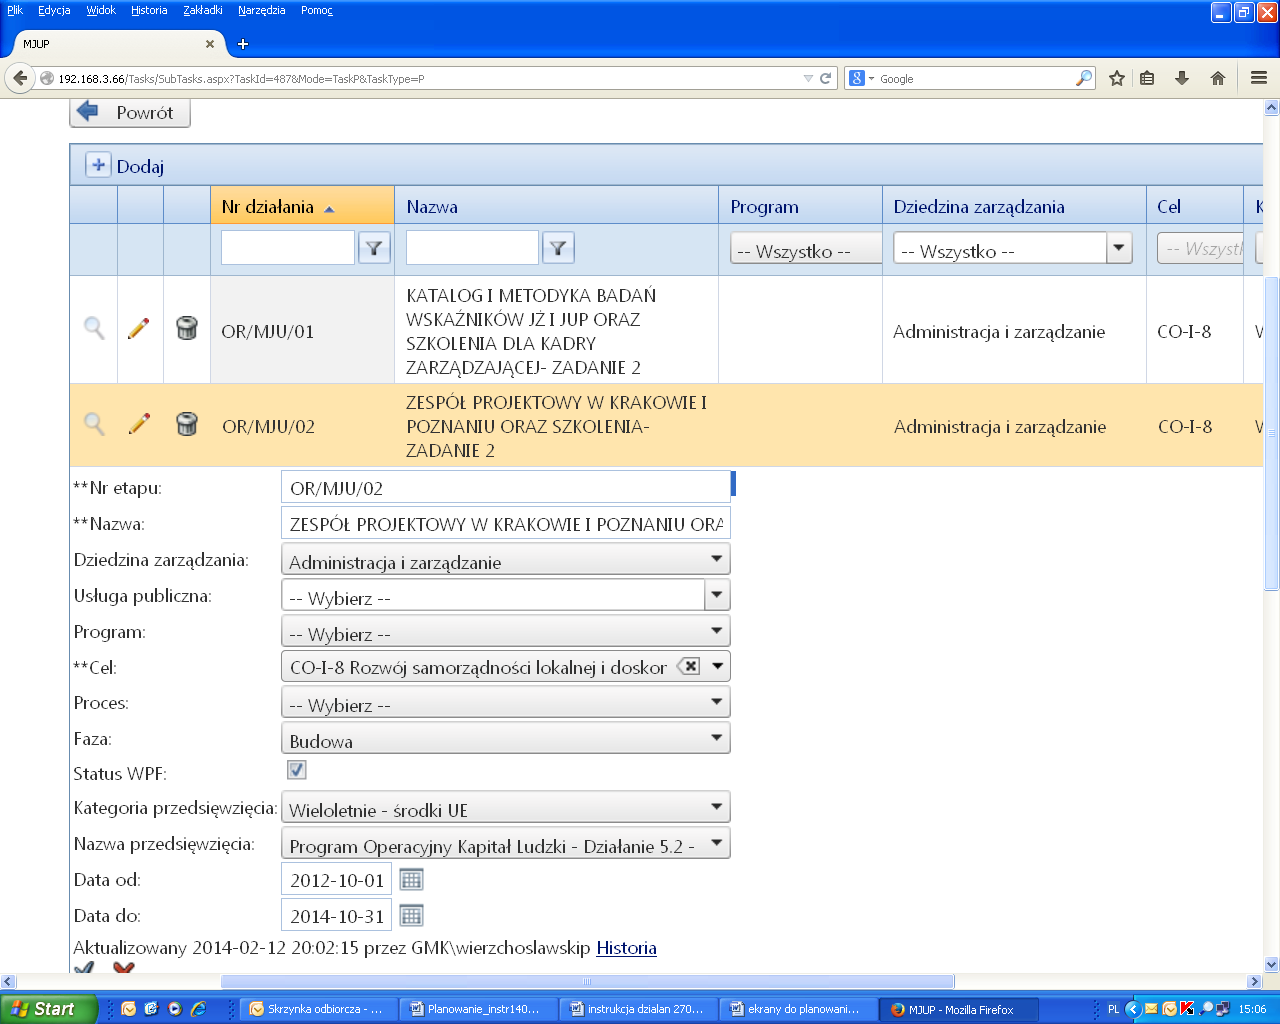 Plik Edycja Widok Historia Zakładki Narzędzia Pomoc
MJUP
192.168.3.66/Tasks/SubTasks.aspx?TaskId=487&Mode=TaskP&TaskType=P
Google
Powrót
Dodaj
Nr działania Nazwa Program Dziedzina zarządzania Cel K
-- Wszystko -- -- Wszystko -- -- Wszystk
OR/MJU/01
KATALOG I METODYKA BADAŃ
WSKAŹNIKÓW JŻ I JUP ORAZ
SZKOLENIA DLA KADRY
ZARZĄDZAJĄCEJ- ZADANIE 2
Administracja i zarządzanie CO-I-8
OR/MJU/02
ZESPÓŁ PROJEKTOWY W KRAKOWIE I
POZNANIU ORAZ SZKOLENIA-
ZADANIE 2
Administracja i zarządzanie CO-I-8
**Nr etapu: OR/MJU/02
**Nazwa: ZESPÓŁ PROJEKTOWY W KRAKOWIE I POZNANIU ORA
Dziedzina zarządzania: Administracja i zarządzanie
Usługa publiczna: -- Wybierz --
Program: -- Wybierz --
**Cel: CO-I-8 Rozwój samorządności lokalnej i doskor
Proces: -- Wybierz --
Faza: Budowa
Status WPF:
Kategoria przedsięwzięcia: Wieloletnie - środki UE
Nazwa przedsięwzięcia: Program Operacyjny Kapitał Ludzki - Działanie 5.2 -
Data od: 2012-10-01
Data do: 2014-10-31
Aktualizowany 2014-02-12 20:02:15 przez GMK\wierzchoslawskip Historia
Start Skrzynka odbiorcza - ... Planowanie_instr140... instrukcja dzialan 270... ekrany do planowani... MJUP - Mozilla Firefox PL 15:06